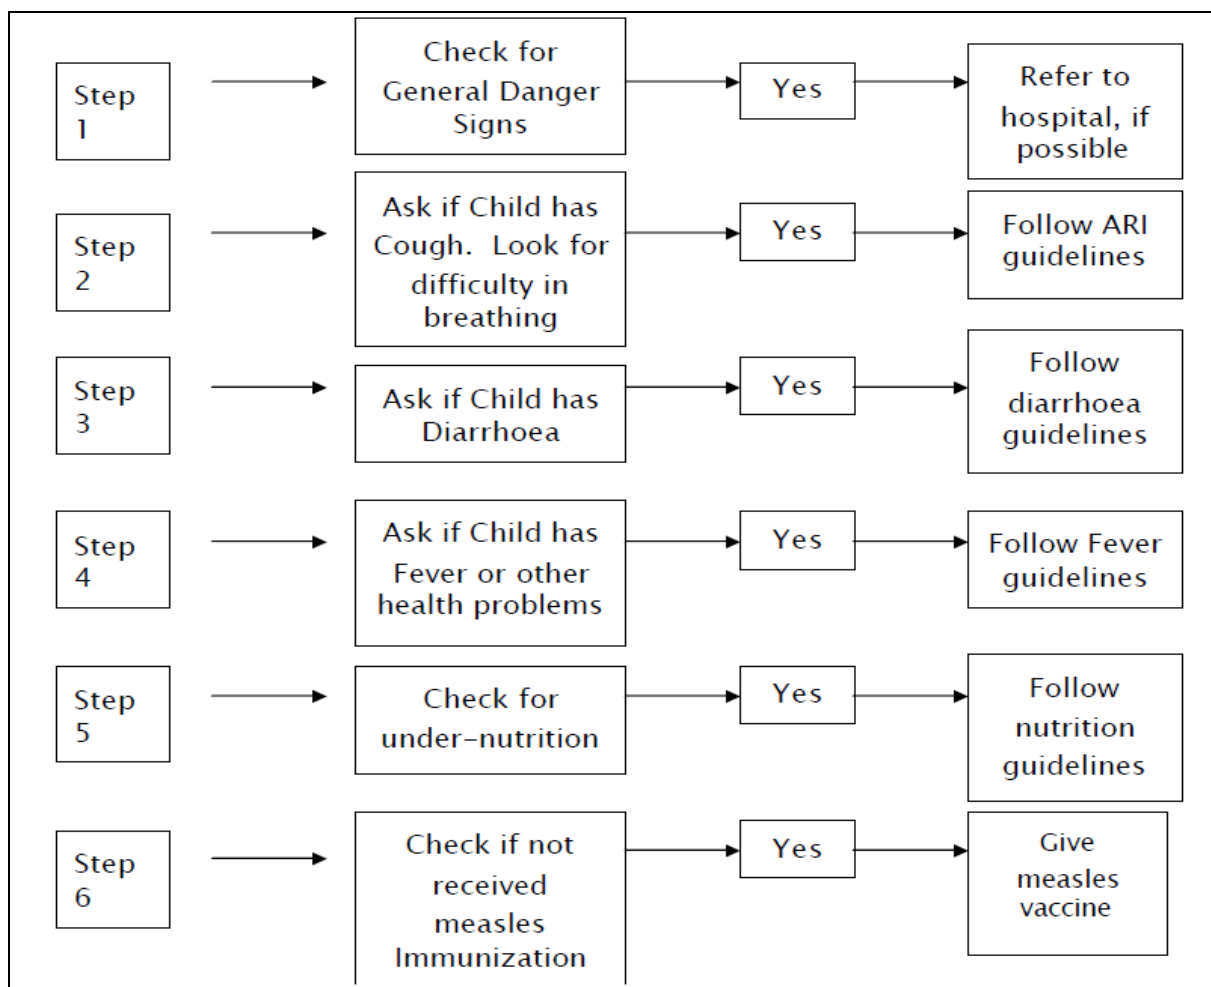 Step
1
Check for
General Danger
Signs
Yes
Refer to
hospital, if
possible
Step
2
Ask if Child has
Cough. Look for
difficulty in
breathing
Yes
Follow ARI
guidelines
Step
3
Ask if Child has
Diarrhoea
Yes
Follow
diarrhoea
guidelines
Step
4
Ask if Child has
Fever or other
health problems
Yes
Follow Fever
guidelines
Step
5
Check for
under-nutrition
Yes
Follow
nutrition
guidelines
Step
6
Check if not
received
measles
Immunization
Yes
Give
measles
vaccine